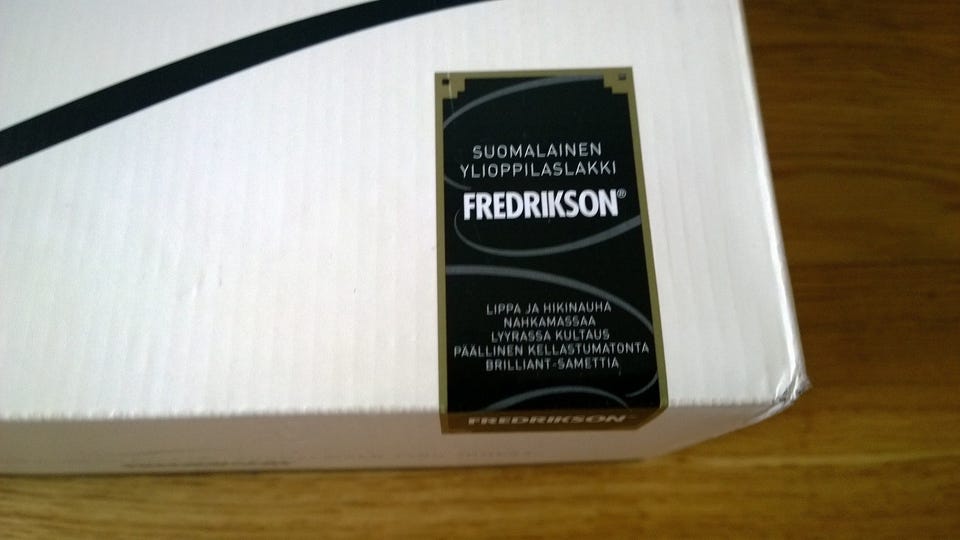 SUOMALAINEN
YLIOPPILASLAKKI
FREDRIKSON®
LIPPA JA HIKINAUHA
NAHKAMASSAA
LYYRASSA KULTAUS
PÄÄLLINEN KELLASTUMATONTA
BRILLIANT-SAMETTIA
FREDRIKSON